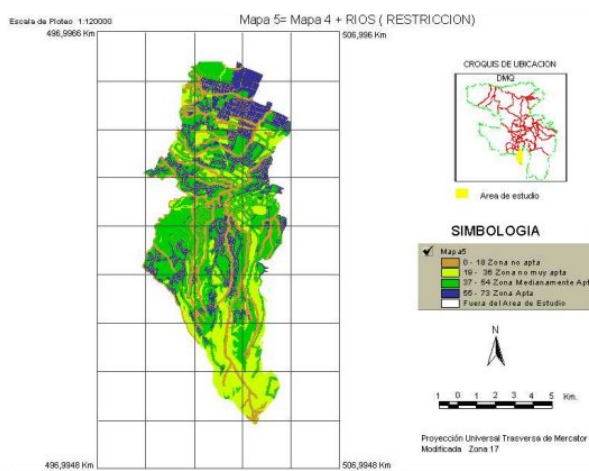 Escala de Ploteo 1:120000
Mapa 5= Mapa 4 + RIOS ( RESTRICCION)
496,9966 Km
506,996 Km
CROQUIS DE UBICACION
DMQ
Area de estudio
SIMBOLOGIA
Mapa5
0 - 18 Zona no apta
19 - 36 Zona no muy apta
37 - 54 Zona Medianamente Apt
55 - 73 Zona Apta
Fuera del Area de Estudio
N
1 0 1 2 3 4 5 Km.
Proyección Universal Trasversa de Mercator
Modificada Zona 17
496,9948 Km
506,9948 Km